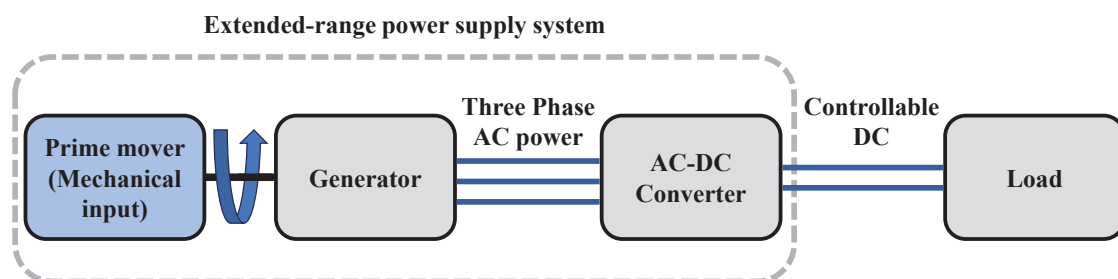 Extended-range power supply system
Prime mover
(Mechanical
input)
Generator
Three Phase
AC power
AC-DC
Converter
Controllable
DC
Load